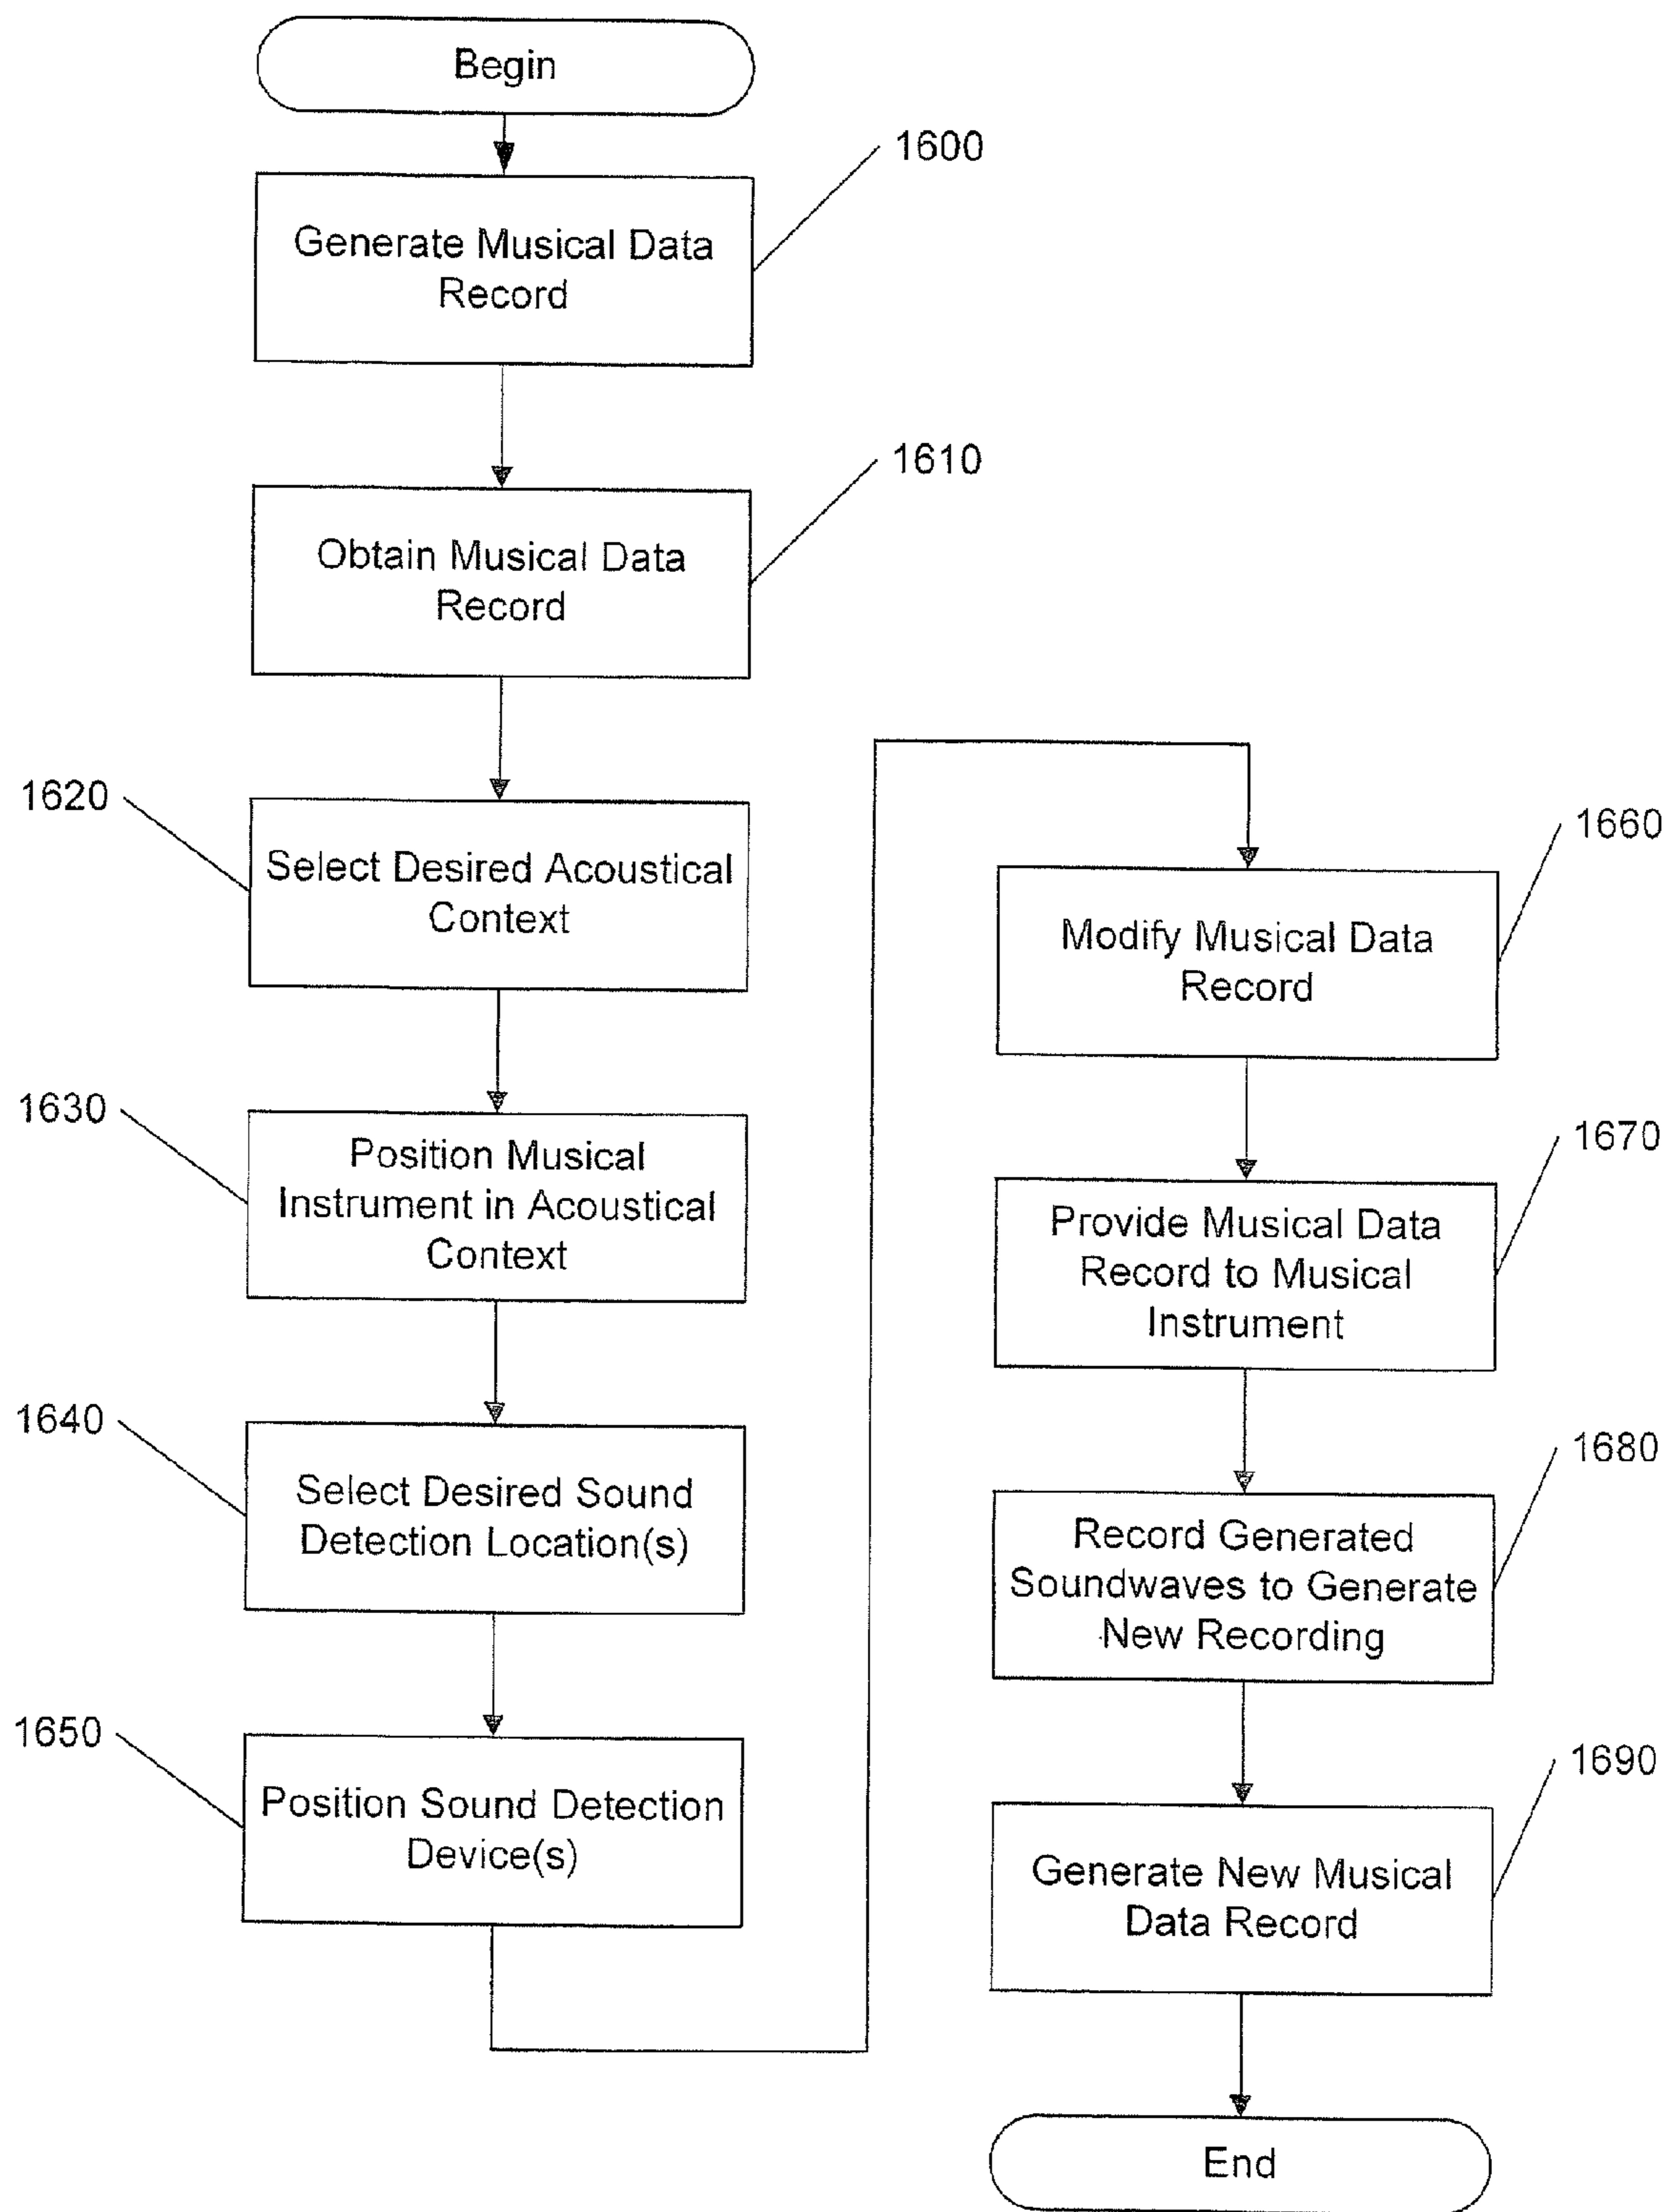 Begin
1600
Generate Musical Data
Record
1610
Obtain Musical Data
Record
1620
Select Desired Acoustical
Context
1630
Position Musical
Instrument in Acoustical
Context
1640
Select Desired Sound
Detection Location(s)
1650
Position Sound Detection
Device(s)
1660
Modify Musical Data
Record
1670
Provide Musical Data
Record to Musical
Instrument
1680
Record Generated
Soundwaves to Generate
New Recording
1690
Generate New Musical
Data Record
End